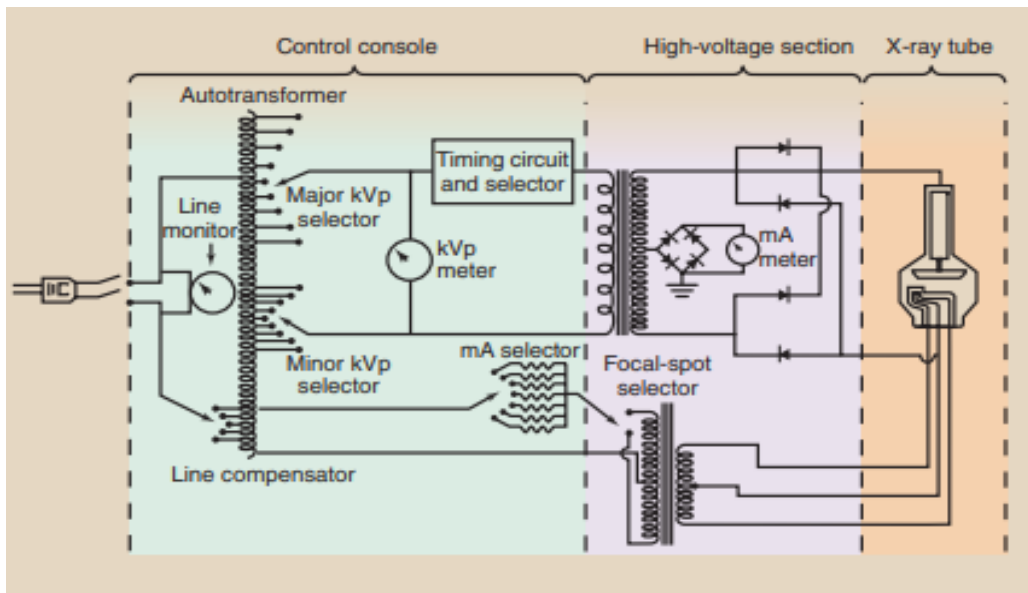 Control console
High-voltage section
X-ray tube
Autotransformer
Timing circuit
and selector
Major kVp
selector
Line
monitor
kVp
meter
mA
meter
Minor kVp
selector
mA selector
Focal-spot
selector
Line compensator